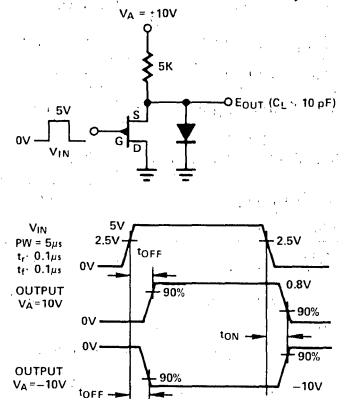 VA = ±10V
5K
S
EOUT (CL · 10 pF)
5V
0V
VIN
G
D
VIN
PW = 5μs
tr · 0.1μs
tf · 0.1μs
5V
2.5V
2.5V
0V
tOFF
OUTPUT
VA=10V
90%
0.8V
90%
0V
tON
0V
90%
OUTPUT
VA=−10V
90%
−10V
tOFF